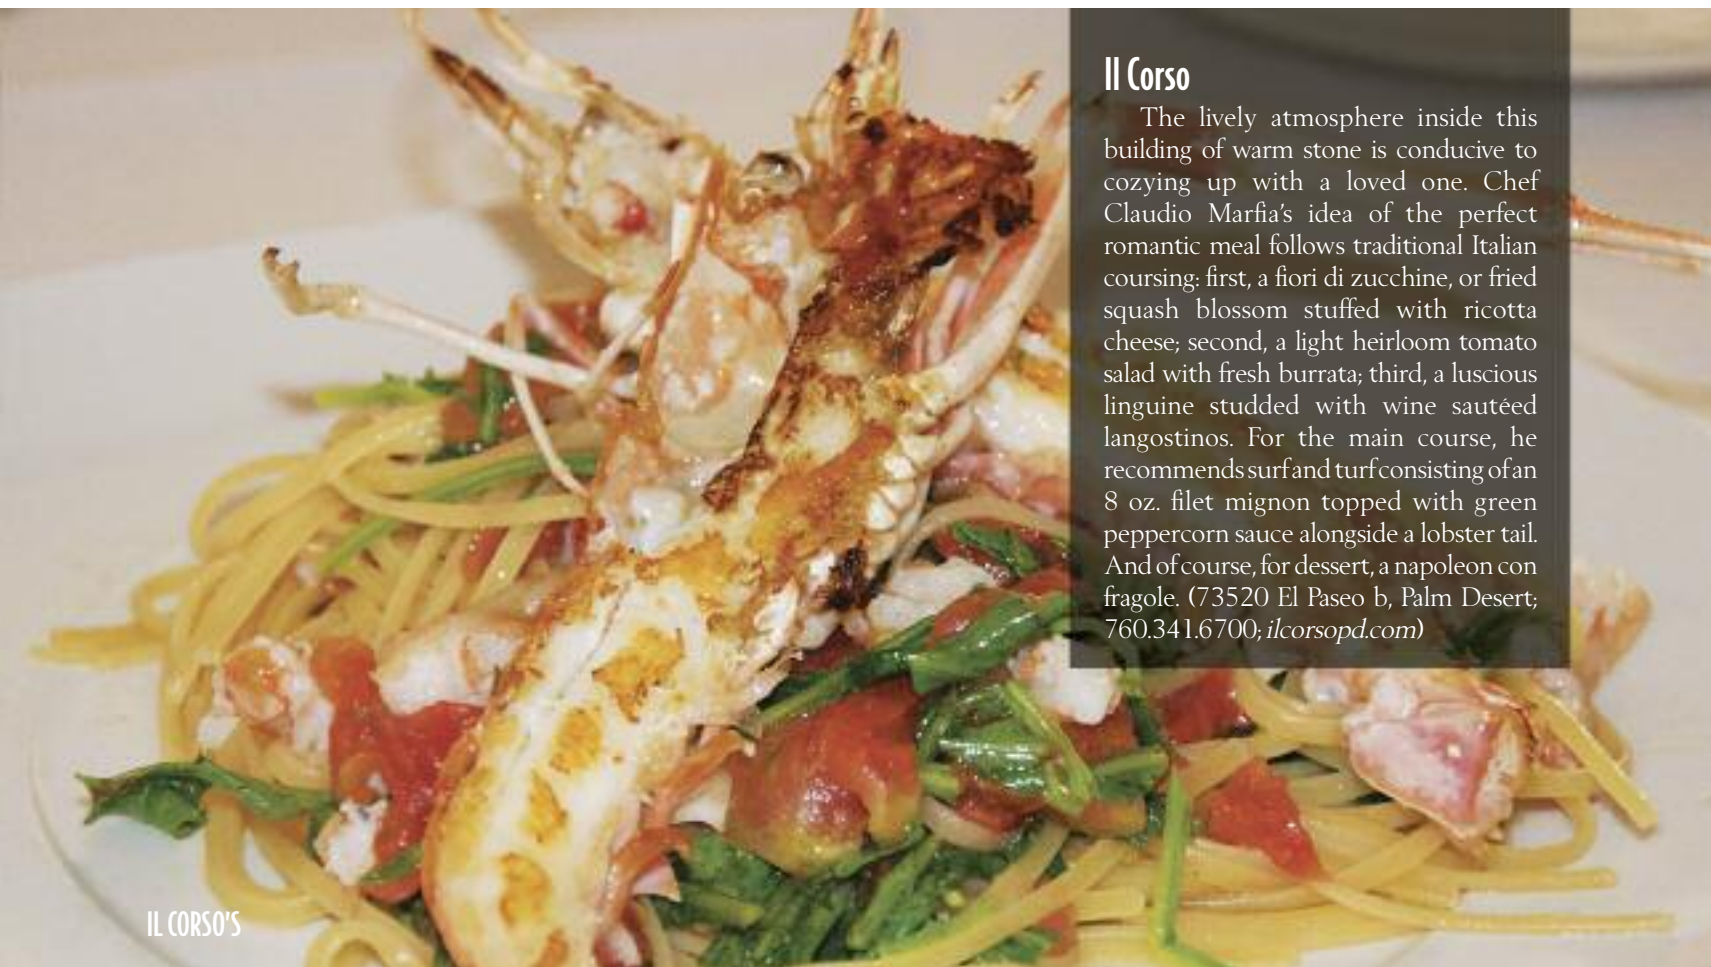 Il Corso
The lively atmosphere inside this
building of warm stone is conducive to
cozying up with a loved one. Chef
Claudio Marfia's idea of the perfect
romantic meal follows traditional Italian
coursing: first, a fiori di zucchine, or fried
squash blossom stuffed with ricotta
cheese; second, a light heirloom tomato
salad with fresh burrata; third, a luscious
linguine studded with wine sautéed
langostinos. For the main course, he
recommends surf and turf consisting of an
8 oz. filet mignon topped with green
peppercorn sauce alongside a lobster tail.
And of course, for dessert, a napoleon con
fragole. (73520 El Paseo b, Palm Desert;
760.341.6700; ilcorsopd.com)
IL CORSO'S